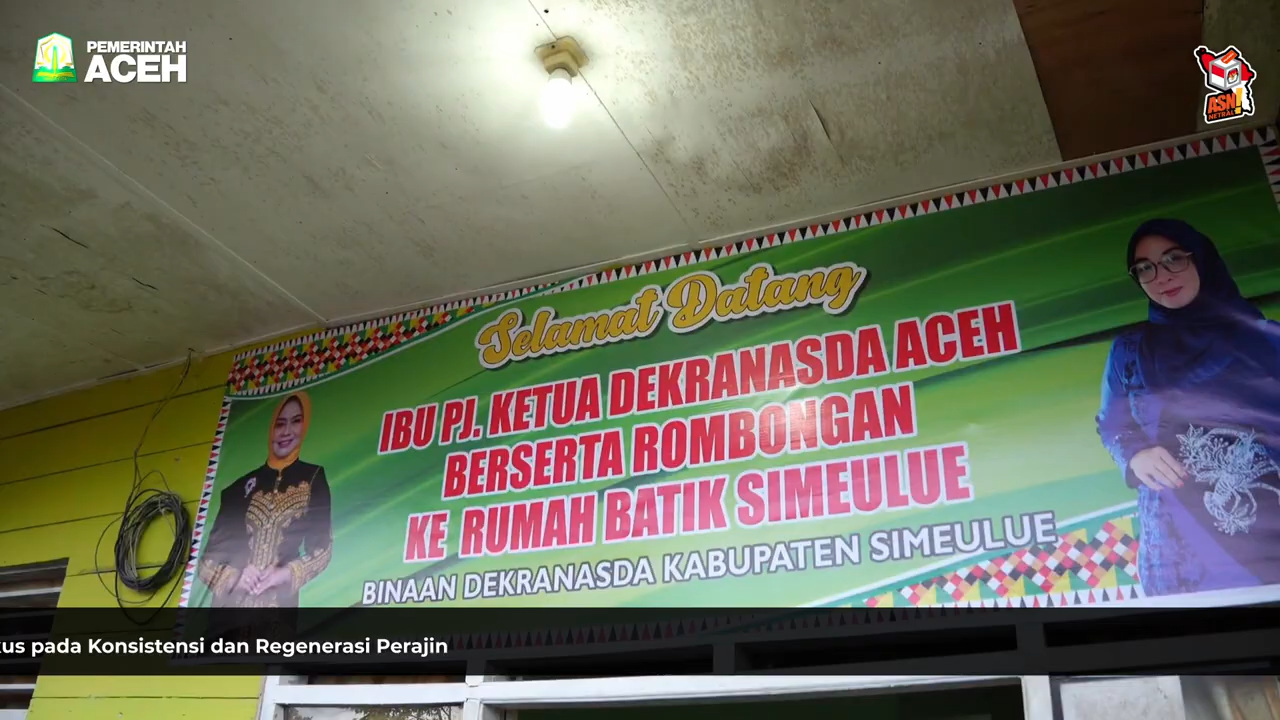 PEMERINTAH
ACEH
ASN!
NETRAL
Selamat Datang
IBU PJ. KETUA DEKRANASDA ACEH
BERSERTA ROMBONGAN
KE RUMAH BATIK SIMEULUE
BINAAN DEKRANASDA KABUPATEN SIMEULUE
kus pada Konsistensi dan Regenerasi Perajin